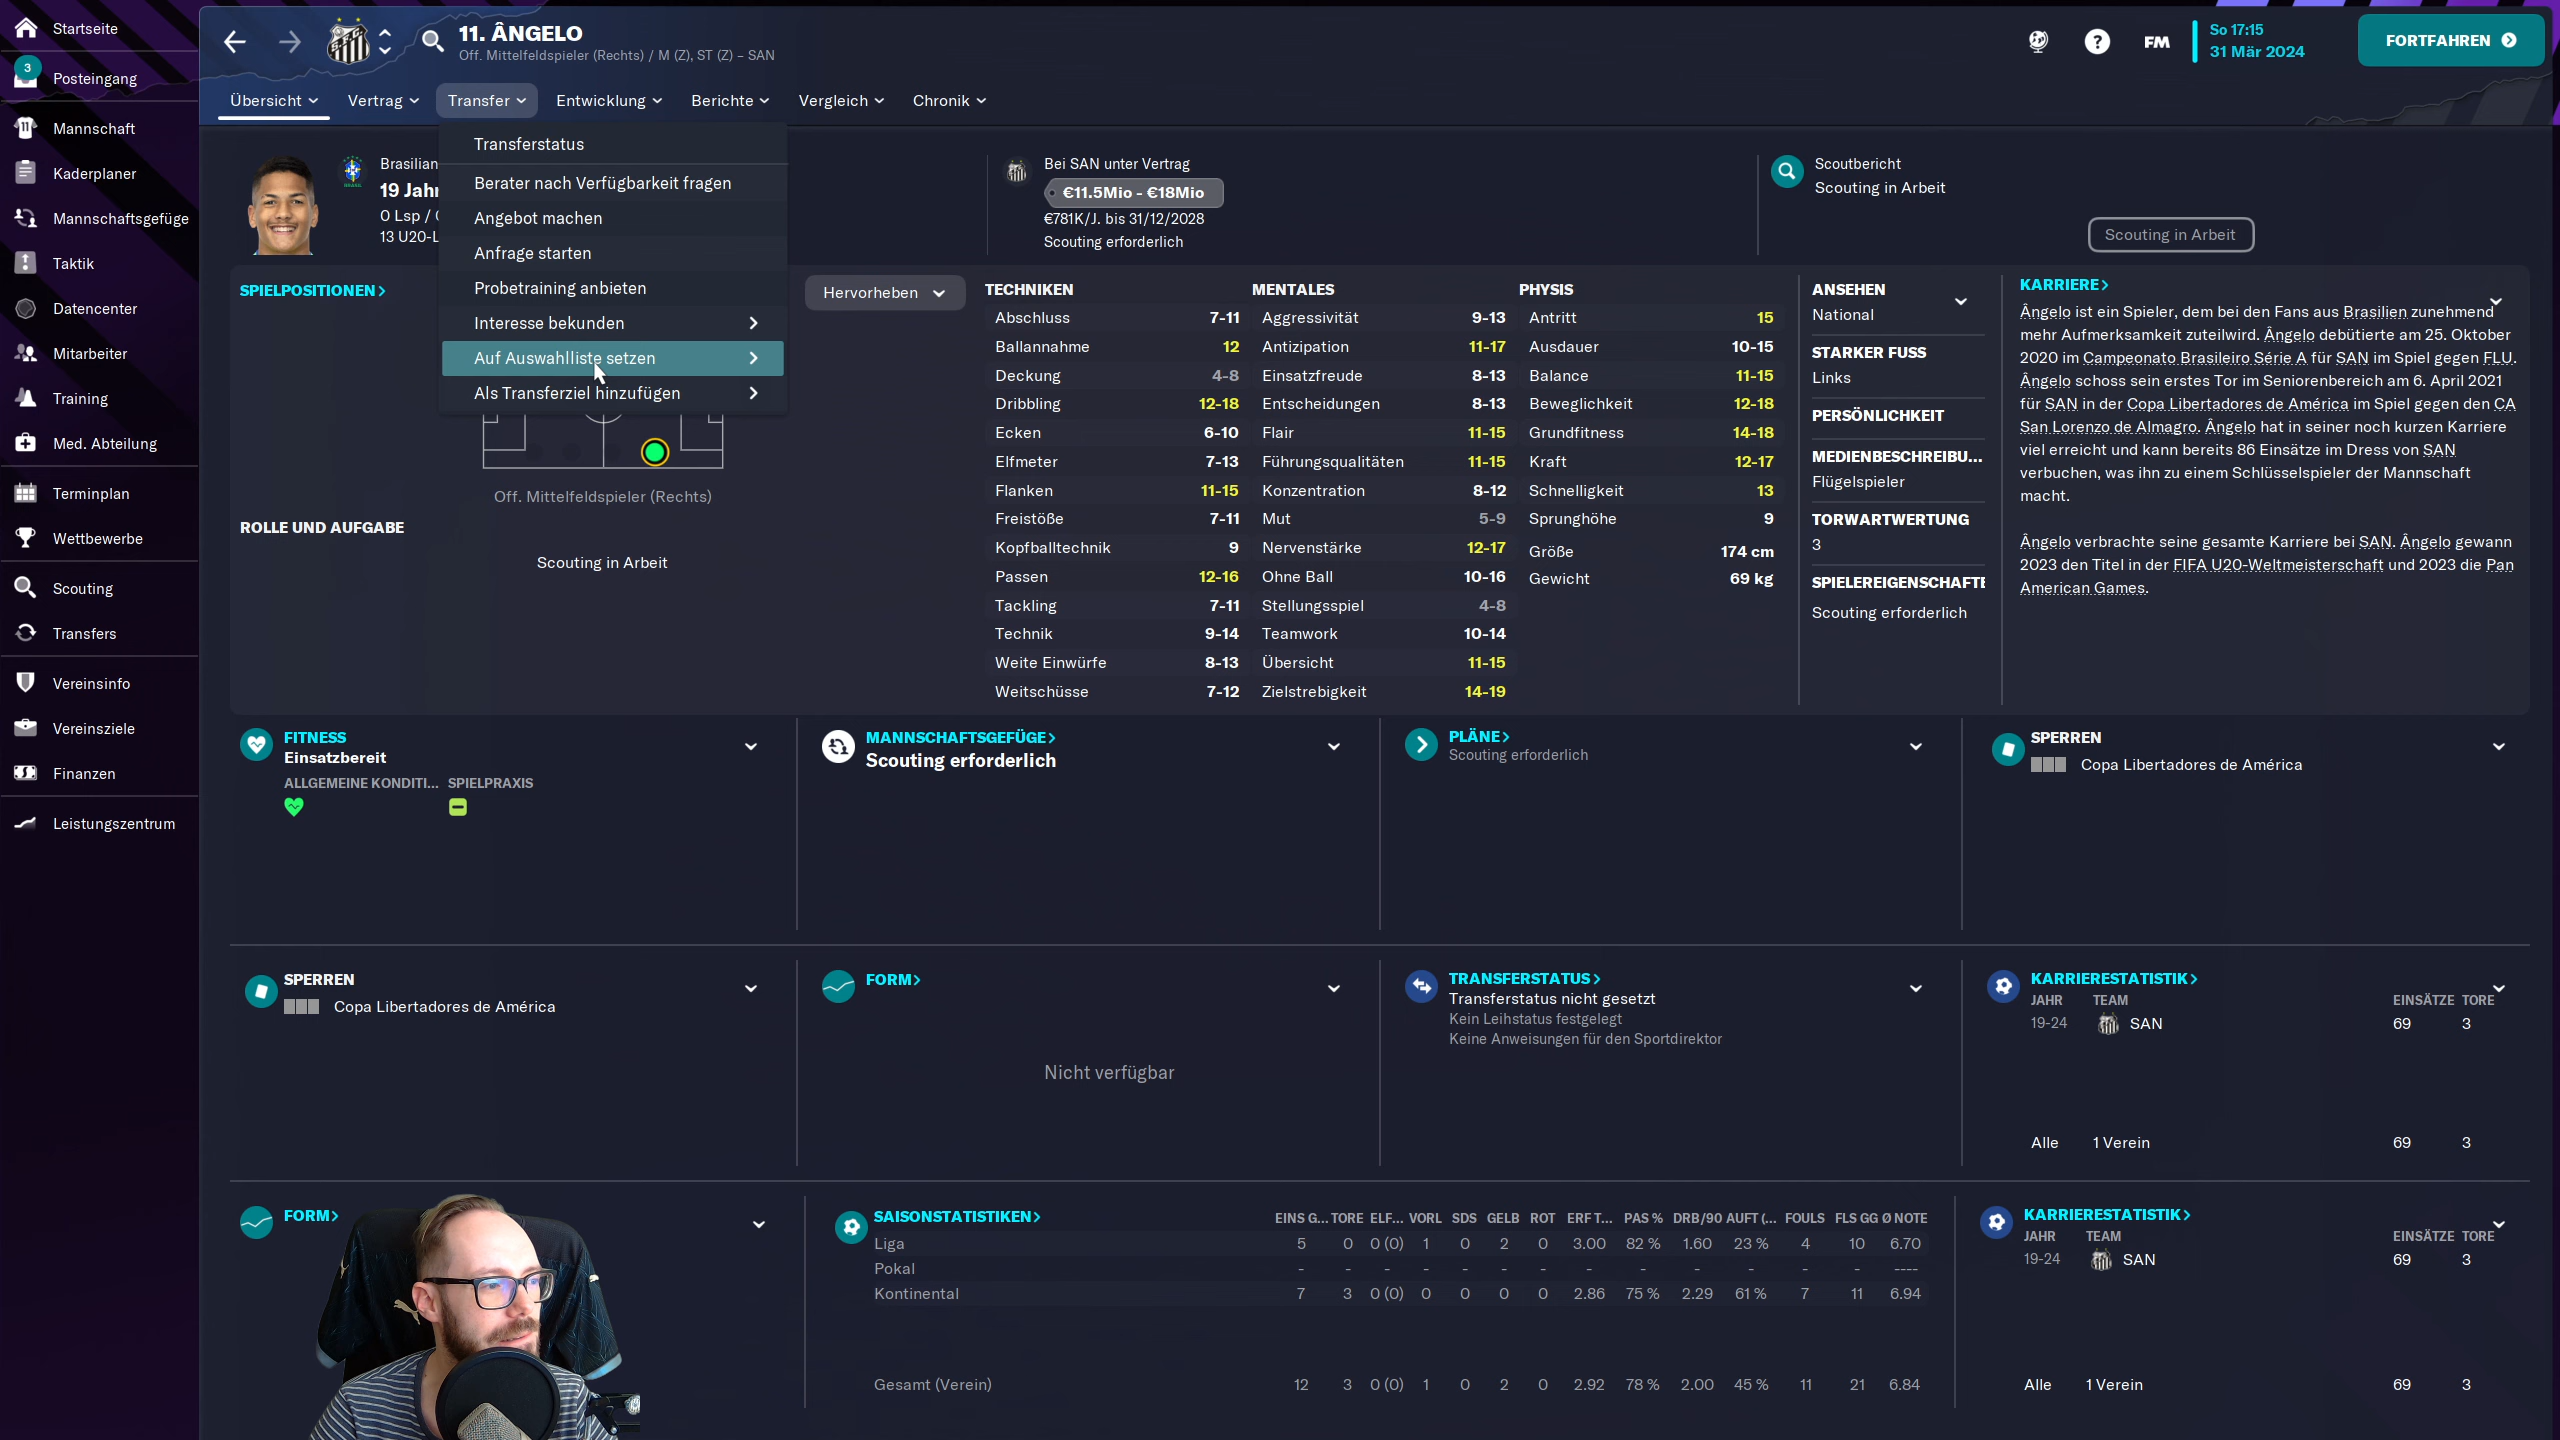 Startseite
3
Posteingang
Mannschaft
Kaderplaner
Mannschaftsgefüge
Taktik
Datencenter
Mitarbeiter
Training
Med. Abteilung
Terminplan
Wettbewerbe
Scouting
Transfers
Vereinsinfo
Vereinsziele
Finanzen
Leistungszentrum
11. ÂNGELO
Off. Mittelfeldspieler (Rechts) / M (Z), ST (Z) – SAN
FM
So 17:15
31 Mär 2024
FORTFAHREN
Übersicht
Vertrag
Transfer
Entwicklung
Berichte
Vergleich
Chronik
Transferstatus
Berater nach Verfügbarkeit fragen
Angebot machen
Anfrage starten
Probetraining anbieten
Interesse bekunden
Auf Auswahlliste setzen
Als Transferziel hinzufügen
Brasilian
19 Jahr
0 Lsp /
13 U20-L
Bei SAN unter Vertrag
€11.5Mio - €18Mio
€781K/J. bis 31/12/2028
Scouting erforderlich
Scoutbericht
Scouting in Arbeit
Scouting in Arbeit
SPIELPOSITIONEN
Off. Mittelfeldspieler (Rechts)
ROLLE UND AUFGABE
Scouting in Arbeit
Hervorheben
TECHNIKEN
Abschluss 7-11
Ballannahme 12
Deckung 4-8
Dribbling 12-18
Ecken 6-10
Elfmeter 7-13
Flanken 11-15
Freistöße 7-11
Kopfballtechnik 9
Passen 12-16
Tackling 7-11
Technik 9-14
Weite Einwürfe 8-13
Weitschüsse 7-12
MENTALES
Aggressivität 9-13
Antizipation 11-17
Einsatzfreude 8-13
Entscheidungen 8-13
Flair 11-15
Führungsqualitäten 11-15
Konzentration 8-12
Mut 5-9
Nervenstärke 12-17
Ohne Ball 10-16
Stellungsspiel 4-8
Teamwork 10-14
Übersicht 11-15
Zielstrebigkeit 14-19
PHYSIS
Antritt 15
Ausdauer 10-15
Balance 11-15
Beweglichkeit 12-18
Grundfitness 14-18
Kraft 12-17
Schnelligkeit 13
Sprunghöhe 9
Größe 174 cm
Gewicht 69 kg
ANSEHEN
National
STARKER FUSS
Links
PERSÖNLICHKEIT
MEDIENBESCHREIBU...
Flügelspieler
TORWARTWERTUNG
3
SPIELEREIGENSCHAFTE
Scouting erforderlich
KARRIERE
Ângelo ist ein Spieler, dem bei den Fans aus Brasilien zunehmend
mehr Aufmerksamkeit zuteilwird. Ângelo debütierte am 25. Oktober
2020 im Campeonato Brasileiro Série A für SAN im Spiel gegen FLU.
Ângelo schoss sein erstes Tor im Seniorenbereich am 6. April 2021
für SAN in der Copa Libertadores de América im Spiel gegen den CA
San Lorenzo de Almagro. Ângelo hat in seiner noch kurzen Karriere
viel erreicht und kann bereits 86 Einsätze im Dress von SAN
verbuchen, was ihn zu einem Schlüsselspieler der Mannschaft
macht.
Ângelo verbrachte seine gesamte Karriere bei SAN. Ângelo gewann
2023 den Titel in der FIFA U20-Weltmeisterschaft und 2023 die Pan
American Games.
FITNESS
Einsatzbereit
ALLGEMEINE KONDITI... SPIELPRAXIS
MANNSCHAFTSGEFÜGE
Scouting erforderlich
PLÄNE
Scouting erforderlich
SPERREN
Copa Libertadores de América
SPERREN
Copa Libertadores de América
FORM
Nicht verfügbar
TRANSFERSTATUS
Transferstatus nicht gesetzt
Kein Leihstatus festgelegt
Keine Anweisungen für den Sportdirektor
KARRIERESTATISTIK
JAHR TEAM EINSÄTZE TORE
19-24 SAN 69 3
Alle 1 Verein 69 3
FORM
SAISONSTATISTIKEN
EINS G... TORE ELF... VORL SDS GELB ROT ERF T... PAS % DRB/90 AUFT (... FOULS FLS GG Ø NOTE
Liga 5 0 0 (0) 1 0 2 0 3.00 82 % 1.60 23 % 4 10 6.70
Pokal - - - - - - - - - - - - - ----
Kontinental 7 3 0 (0) 0 0 0 0 2.86 75 % 2.29 61 % 7 11 6.94
Gesamt (Verein) 12 3 0 (0) 1 0 2 0 2.92 78 % 2.00 45 % 11 21 6.84
KARRIERESTATISTIK
JAHR TEAM EINSÄTZE TORE
19-24 SAN 69 3
Alle 1 Verein 69 3